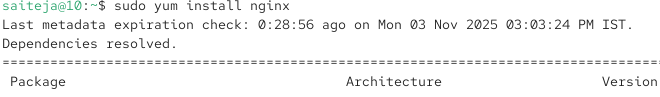 saiteja@10:~$ sudo yum install nginx
Last metadata expiration check: 0:28:56 ago on Mon 03 Nov 2025 03:03:24 PM IST.
Dependencies resolved.
================================================================================
Package Architecture Version